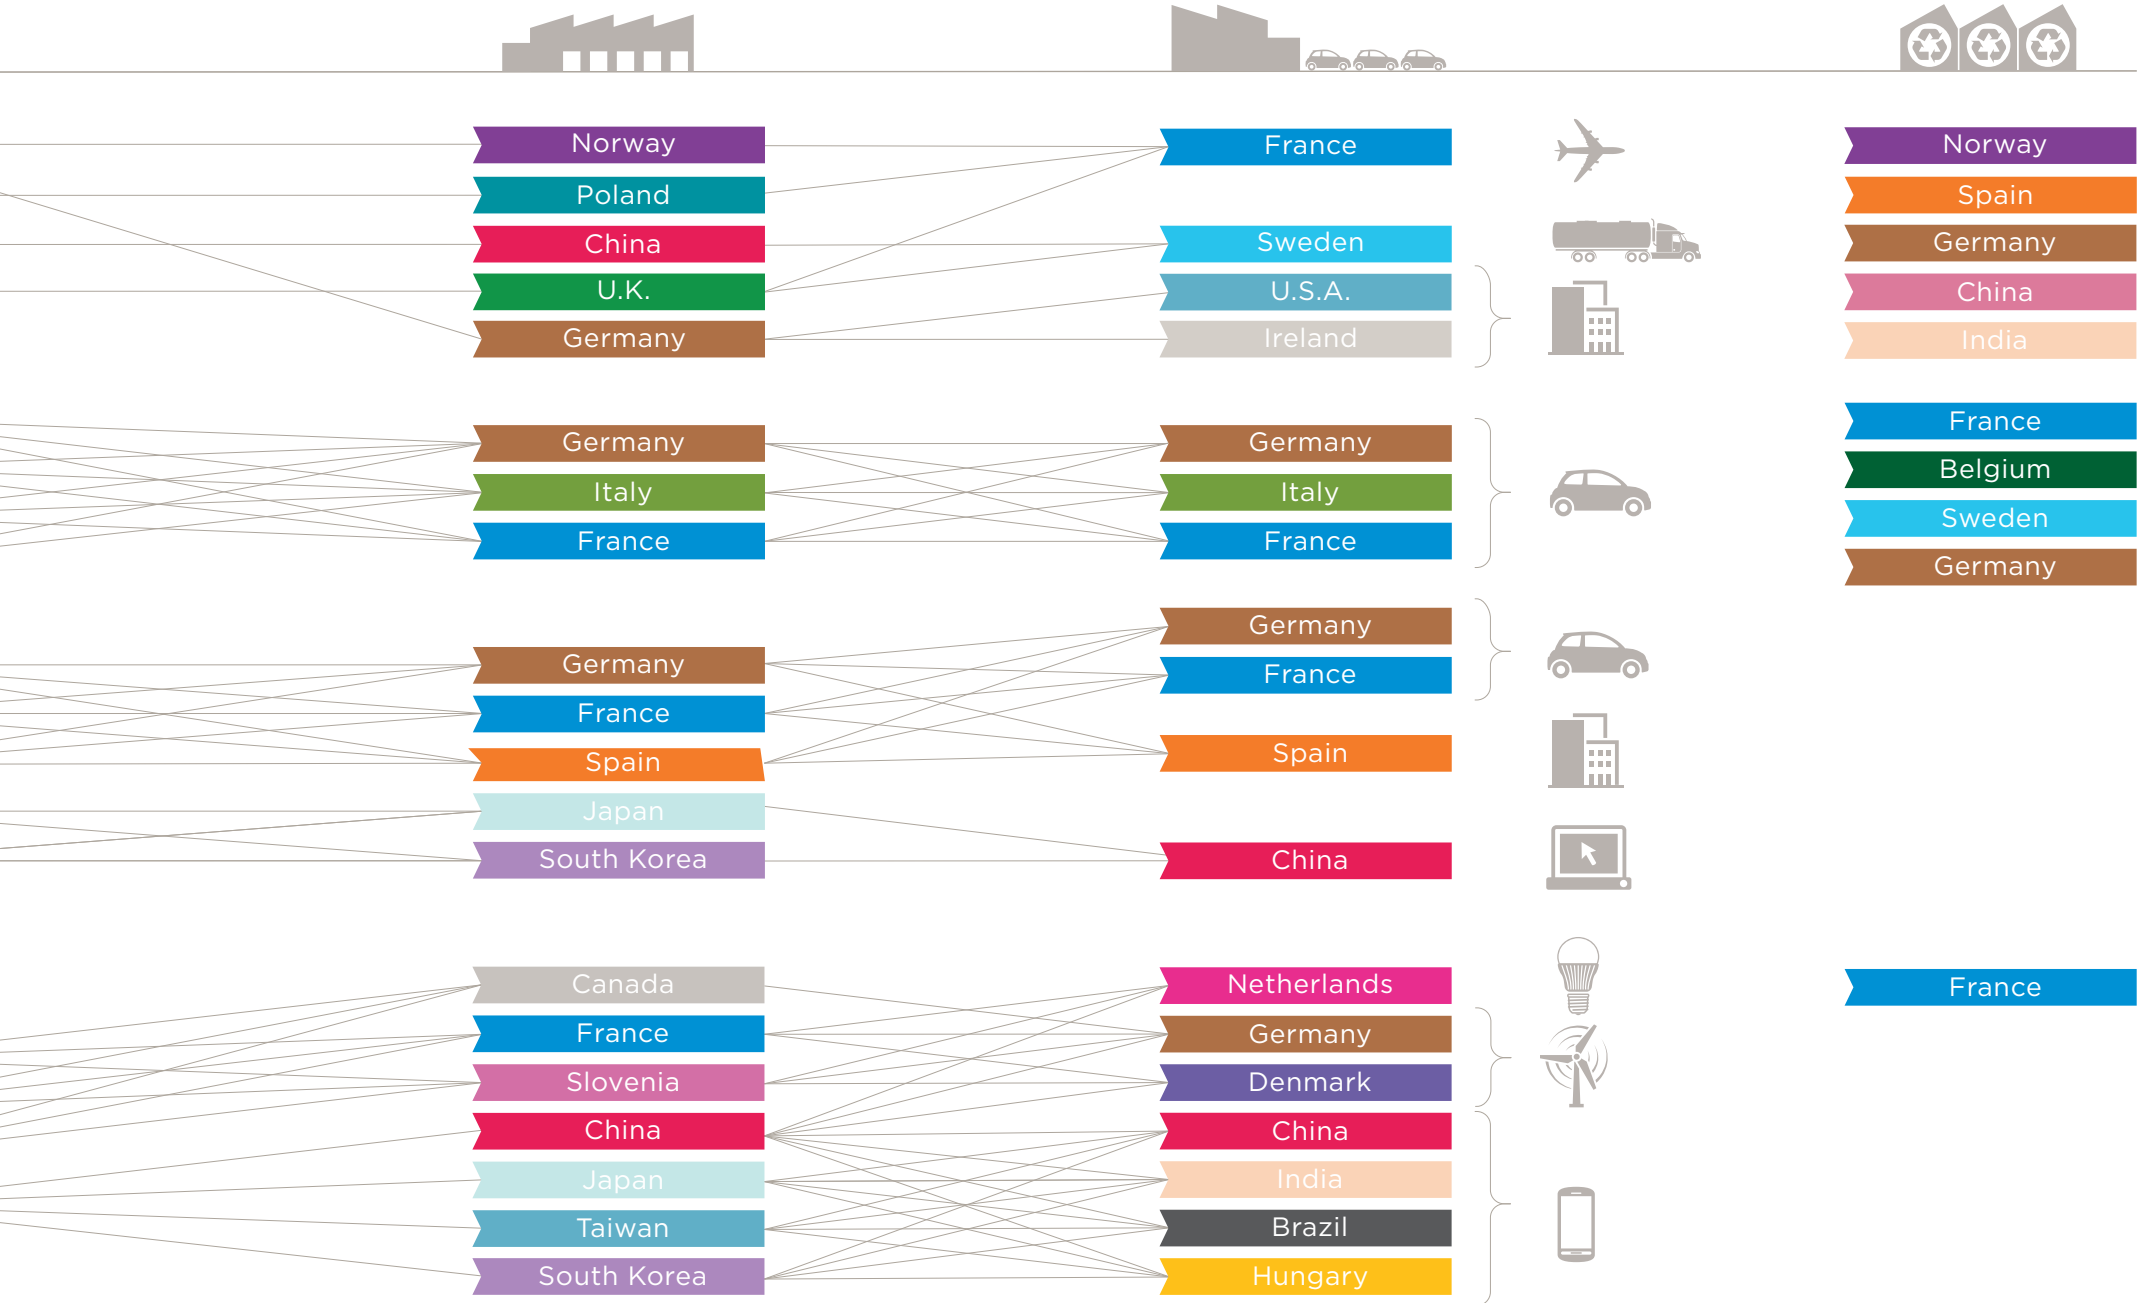 Norway
Poland
China
U.K.
Germany
Germany
Italy
France
Germany
France
Spain
Japan
South Korea
Canada
France
Slovenia
China
Japan
Taiwan
South Korea
France
Sweden
U.S.A.
Ireland
Germany
Italy
France
Germany
France
Spain
China
Netherlands
Germany
Denmark
China
India
Brazil
Hungary
Norway
Spain
Germany
China
India
France
Belgium
Sweden
Germany
France